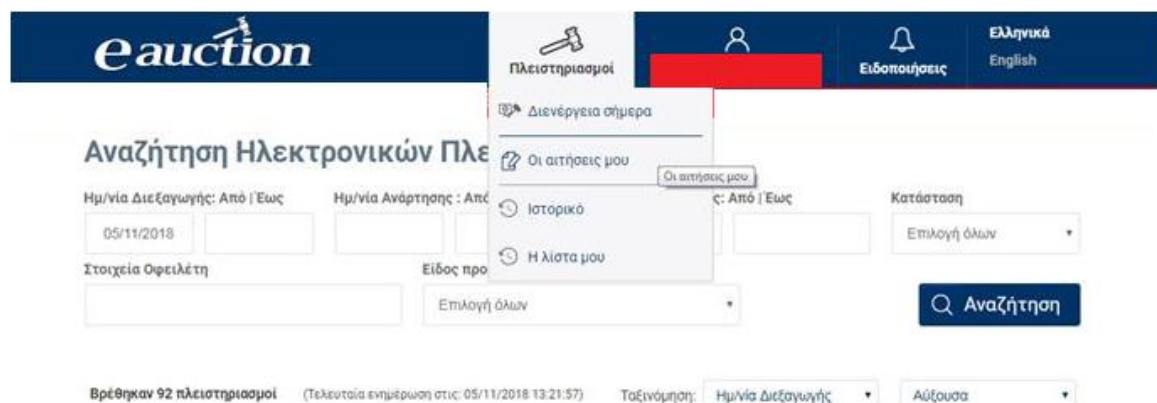 eauction
Πλειστηριασμοί
Ειδοποιήσεις
Ελληνικά
English
Διενέργεια σήμερα
Οι αιτήσεις μου
Οι αιτήσεις μου
Ιστορικό
Η λίστα μου
Αναζήτηση Ηλεκτρονικών Πλε
Ημ/νία Διεξαγωγής: Από | Έως
Ημ/νία Ανάρτησης : Από
ς: Από | Έως
Κατάσταση
05/11/2018
Επιλογή όλων
Στοιχεία Οφειλέτη
Είδος προ
Επιλογή όλων
Αναζήτηση
Βρέθηκαν 92 πλειστηριασμοί
(Τελευταία ενημέρωση στις: 05/11/2018 13:21:57)
Ταξινόμηση:
Ημ/νία Διεξαγωγής
Αύξουσα